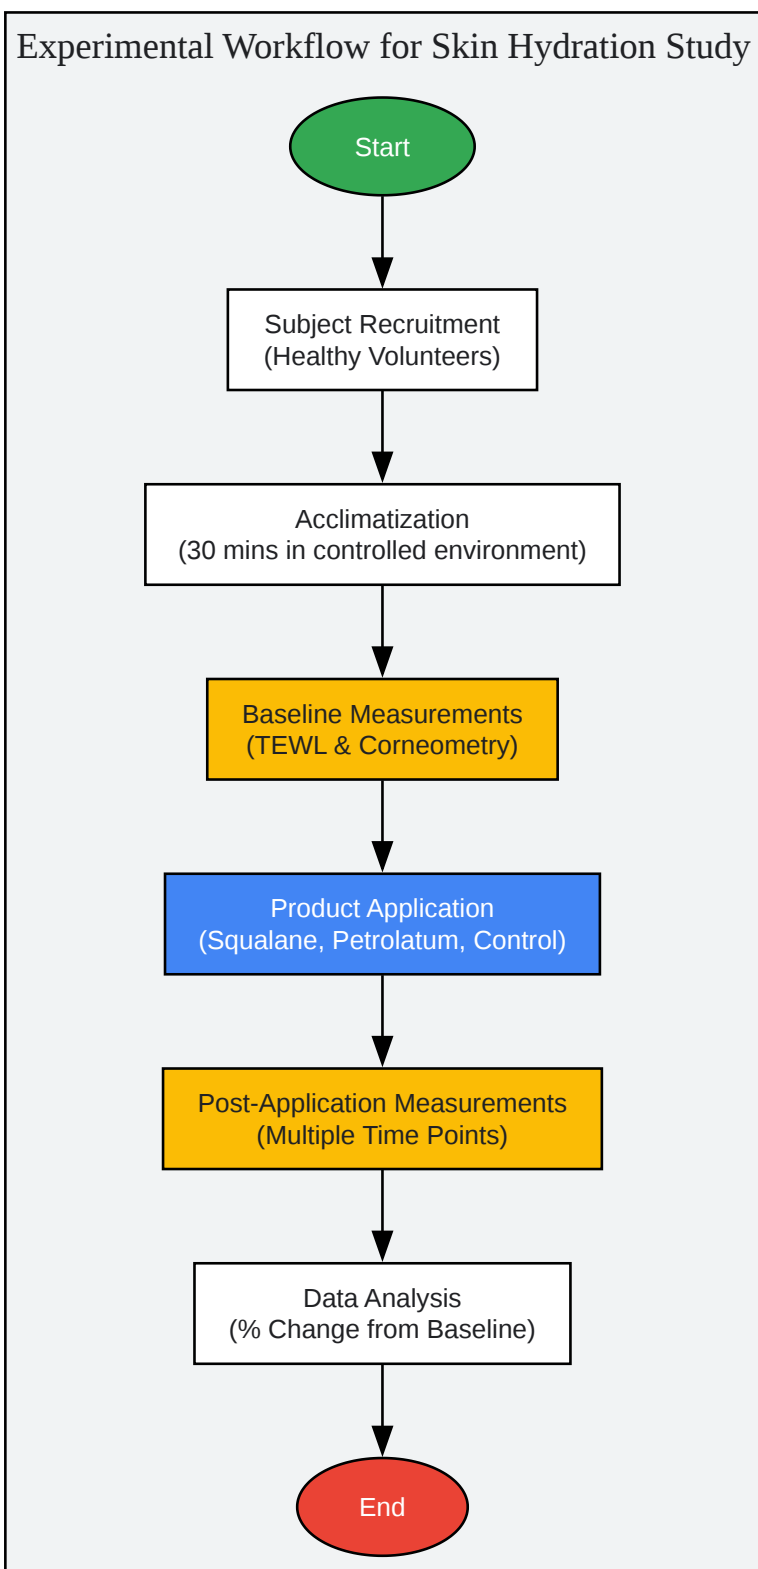 Experimental Workflow for Skin Hydration Study
Start
Subject Recruitment
(Healthy Volunteers)
Acclimatization
(30 mins in controlled environment)
Baseline Measurements
(TEWL & Corneometry)
Product Application
(Squalane, Petrolatum, Control)
Post-Application Measurements
(Multiple Time Points)
Data Analysis
(% Change from Baseline)
End